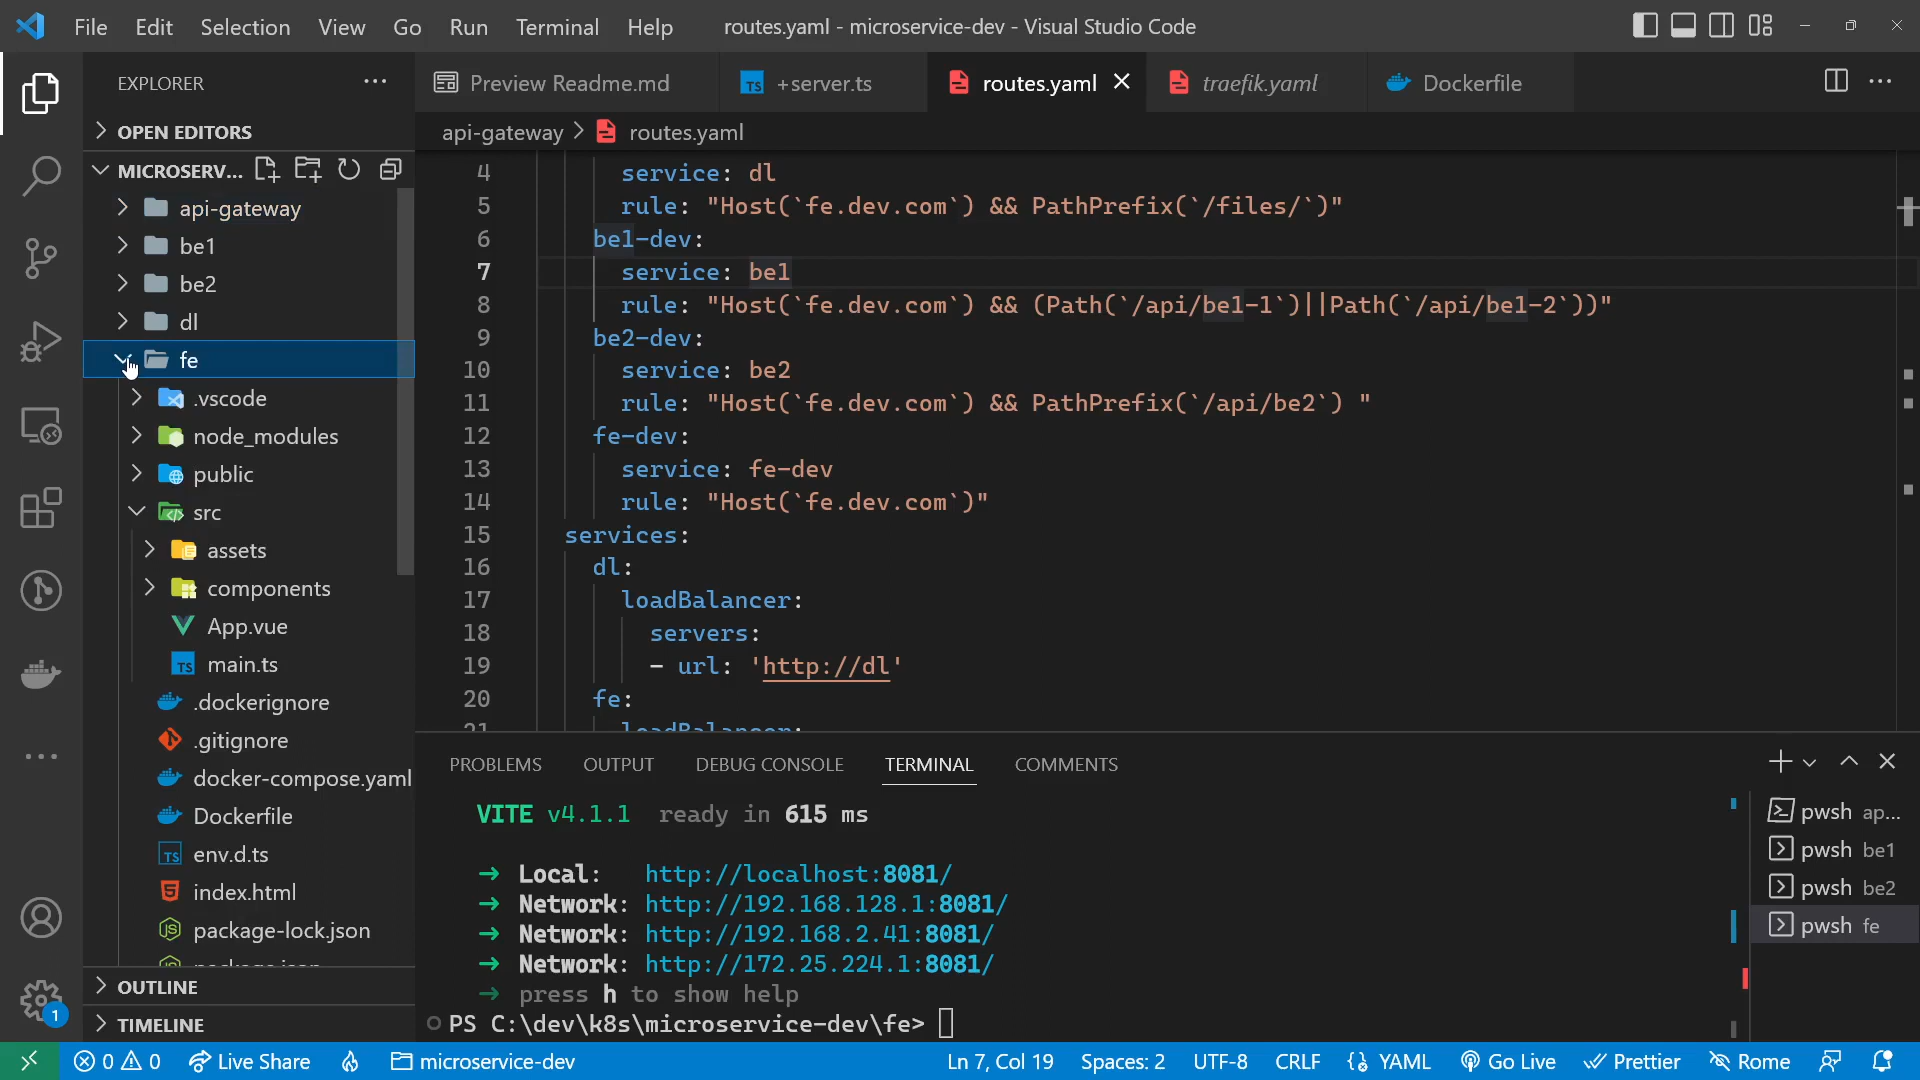 File Edit Selection View Go Run Terminal Help routes.yaml - microservice-dev - Visual Studio Code
EXPLORER
Preview Readme.md
TS +server.ts
routes.yaml
traefik.yaml
Dockerfile
OPEN EDITORS
api-gateway > routes.yaml
MICROSERV...
api-gateway
be1
be2
dl
fe
.vscode
node_modules
public
src
assets
components
App.vue
TS main.ts
.dockerignore
.gitignore
docker-compose.yaml
Dockerfile
TS env.d.ts
index.html
JS package-lock.json
OUTLINE
TIMELINE
4 service: dl
5 rule: "Host(`fe.dev.com`) && PathPrefix(`/files/`)"
6 be1-dev:
7 service: be1
8 rule: "Host(`fe.dev.com`) && (Path(`/api/be1-1`)||Path(`/api/be1-2`))"
9 be2-dev:
10 service: be2
11 rule: "Host(`fe.dev.com`) && PathPrefix(`/api/be2`) "
12 fe-dev:
13 service: fe-dev
14 rule: "Host(`fe.dev.com`)"
15 services:
16 dl:
17 loadBalancer:
18 servers:
19 - url: 'http://dl'
20 fe:
21 loadBalancer:
PROBLEMS OUTPUT DEBUG CONSOLE TERMINAL COMMENTS
VITE v4.1.1 ready in 615 ms
➜ Local: http://localhost:8081/
➜ Network: http://192.168.128.1:8081/
➜ Network: http://192.168.2.41:8081/
➜ Network: http://172.25.224.1:8081/
➜ press h to show help
PS C:\dev\k8s\microservice-dev\fe>
pwsh ap...
pwsh be1
pwsh be2
pwsh fe
1
0 0 Live Share microservice-dev Ln 7, Col 19 Spaces: 2 UTF-8 CRLF {} YAML Go Live Prettier Rome